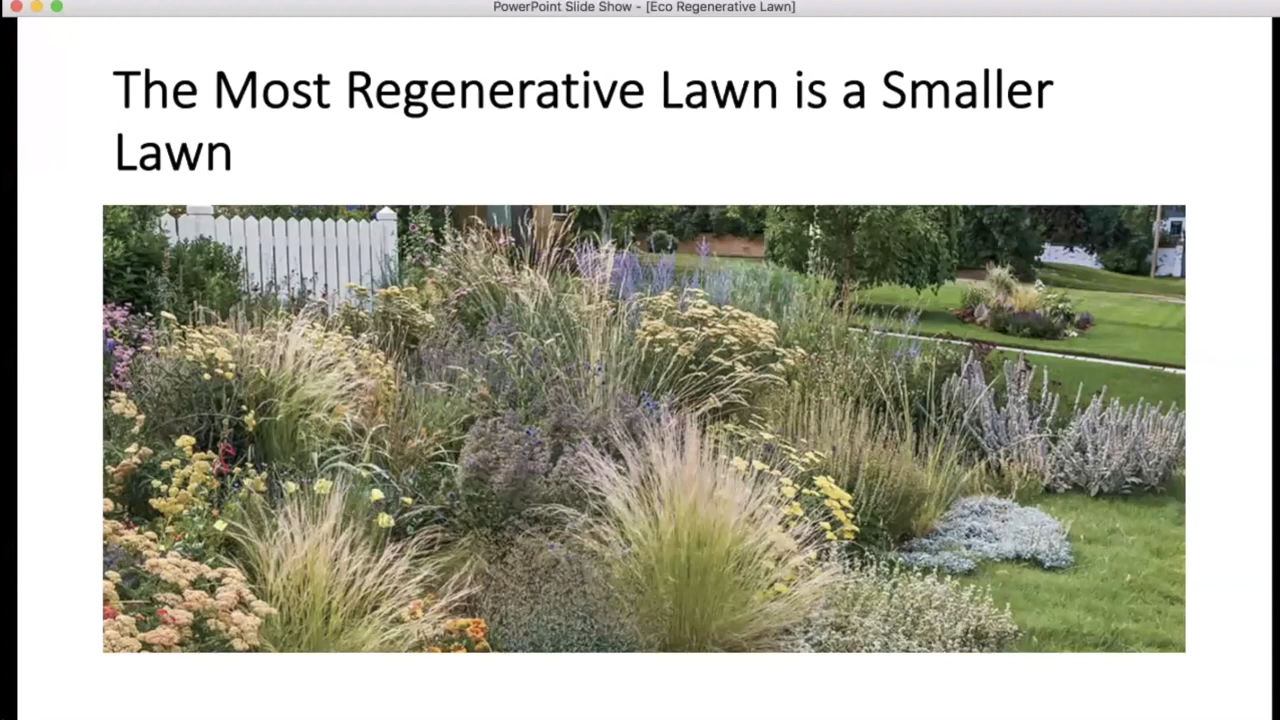 PowerPoint Slide Show - [Eco Regenerative Lawn]
The Most Regenerative Lawn is a Smaller
Lawn